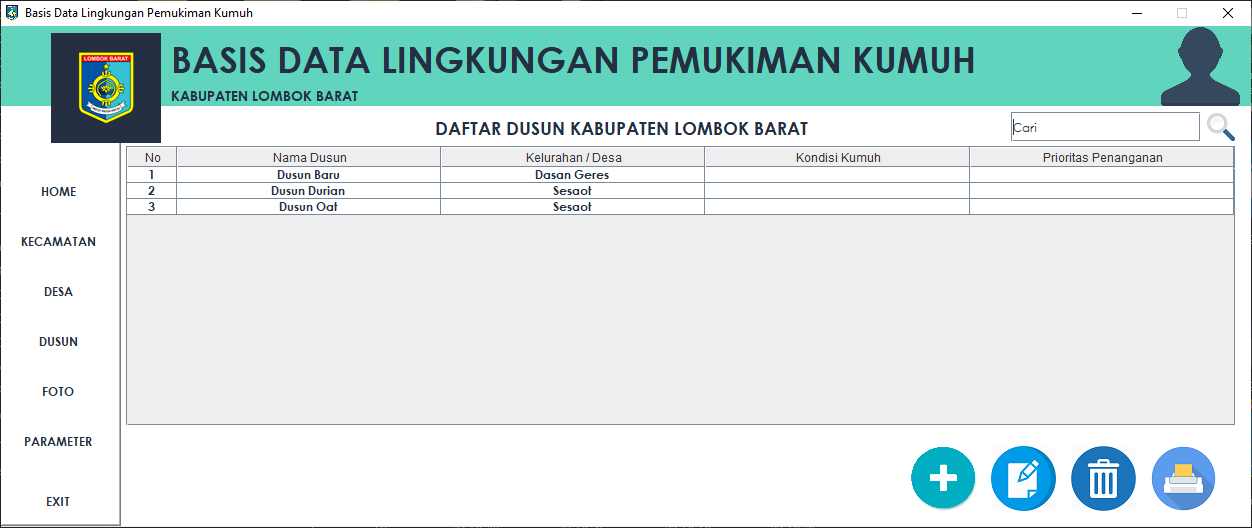 Basis Data Lingkungan Pemukiman Kumuh
LOMBOK BARAT
BASIS DATA LINGKUNGAN PEMUKIMAN KUMUH
KABUPATEN LOMBOK BARAT
DAFTAR DUSUN KABUPATEN LOMBOK BARAT
Cari
No Nama Dusun Kelurahan / Desa Kondisi Kumuh Prioritas Penanganan
1 Dusun Baru Dasan Geres
2 Dusun Durian Sesaot
3 Dusun Oat Sesaot
HOME
KECAMATAN
DESA
DUSUN
FOTO
PARAMETER
EXIT